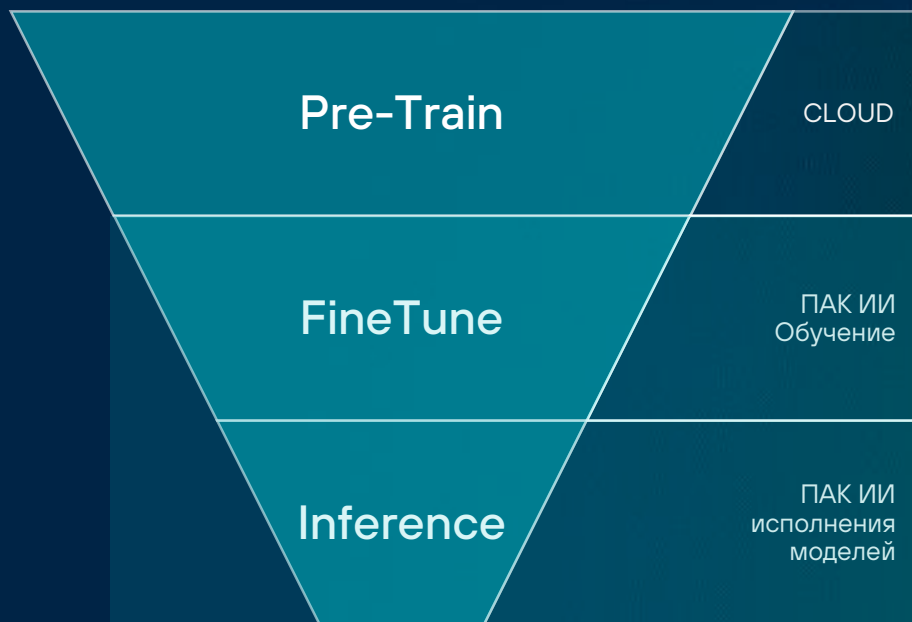 Pre-Train
CLOUD
FineTune
ПАК ИИ
Обучение
Inference
ПАК ИИ
исполнения
моделей